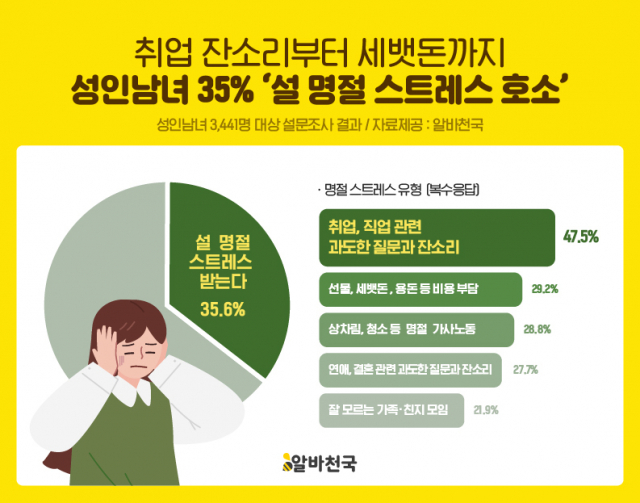 취업 잔소리부터 세뱃돈까지
성인남녀 35% ‘설 명절 스트레스 호소’
성인남녀 3,441명 대상 설문조사 결과 / 자료제공 : 알바천국
· 명절 스트레스 유형 (복수응답)
설 명절
스트레스
받는다
35.6%
취업, 직업 관련
과도한 질문과 잔소리
47.5%
선물, 세뱃돈, 용돈 등 비용 부담
29.2%
상차림, 청소 등 명절 가사노동
28.8%
연애, 결혼 관련 과도한 질문과 잔소리
27.7%
잘 모르는 가족·친지 모임
21.9%
알바천국